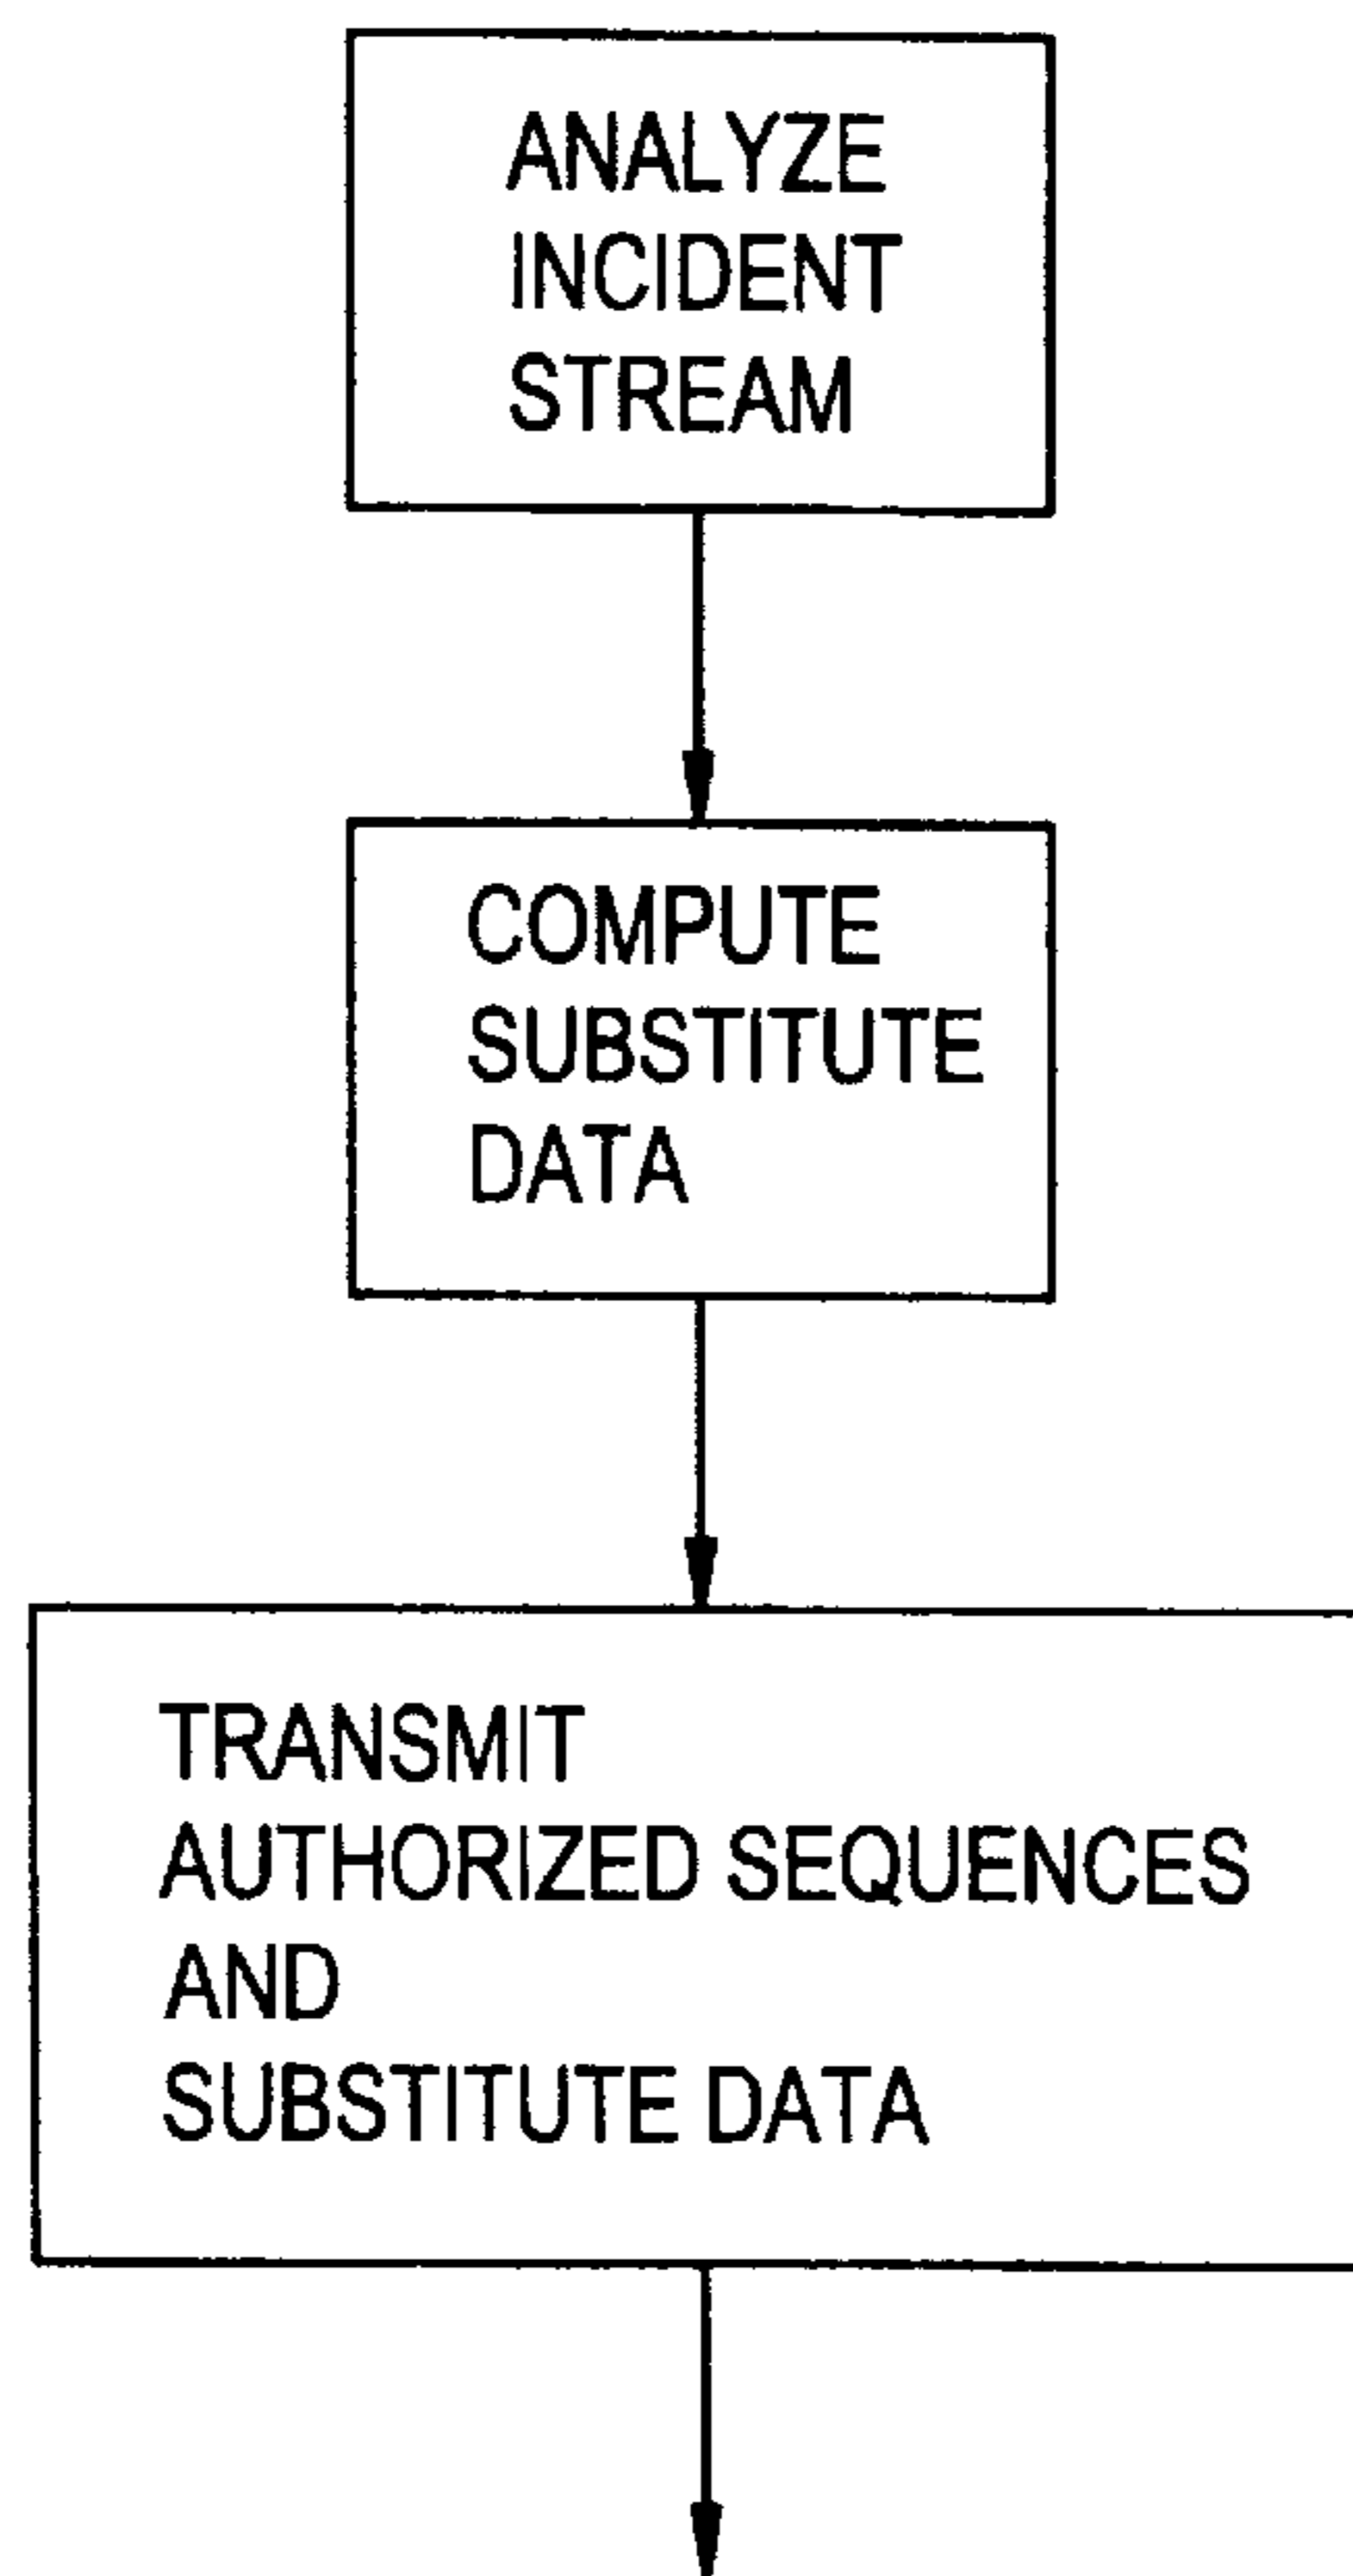 ANALYZE
INCIDENT
STREAM
COMPUTE
SUBSTITUTE
DATA
TRANSMIT
AUTHORIZED SEQUENCES
AND
SUBSTITUTE DATA